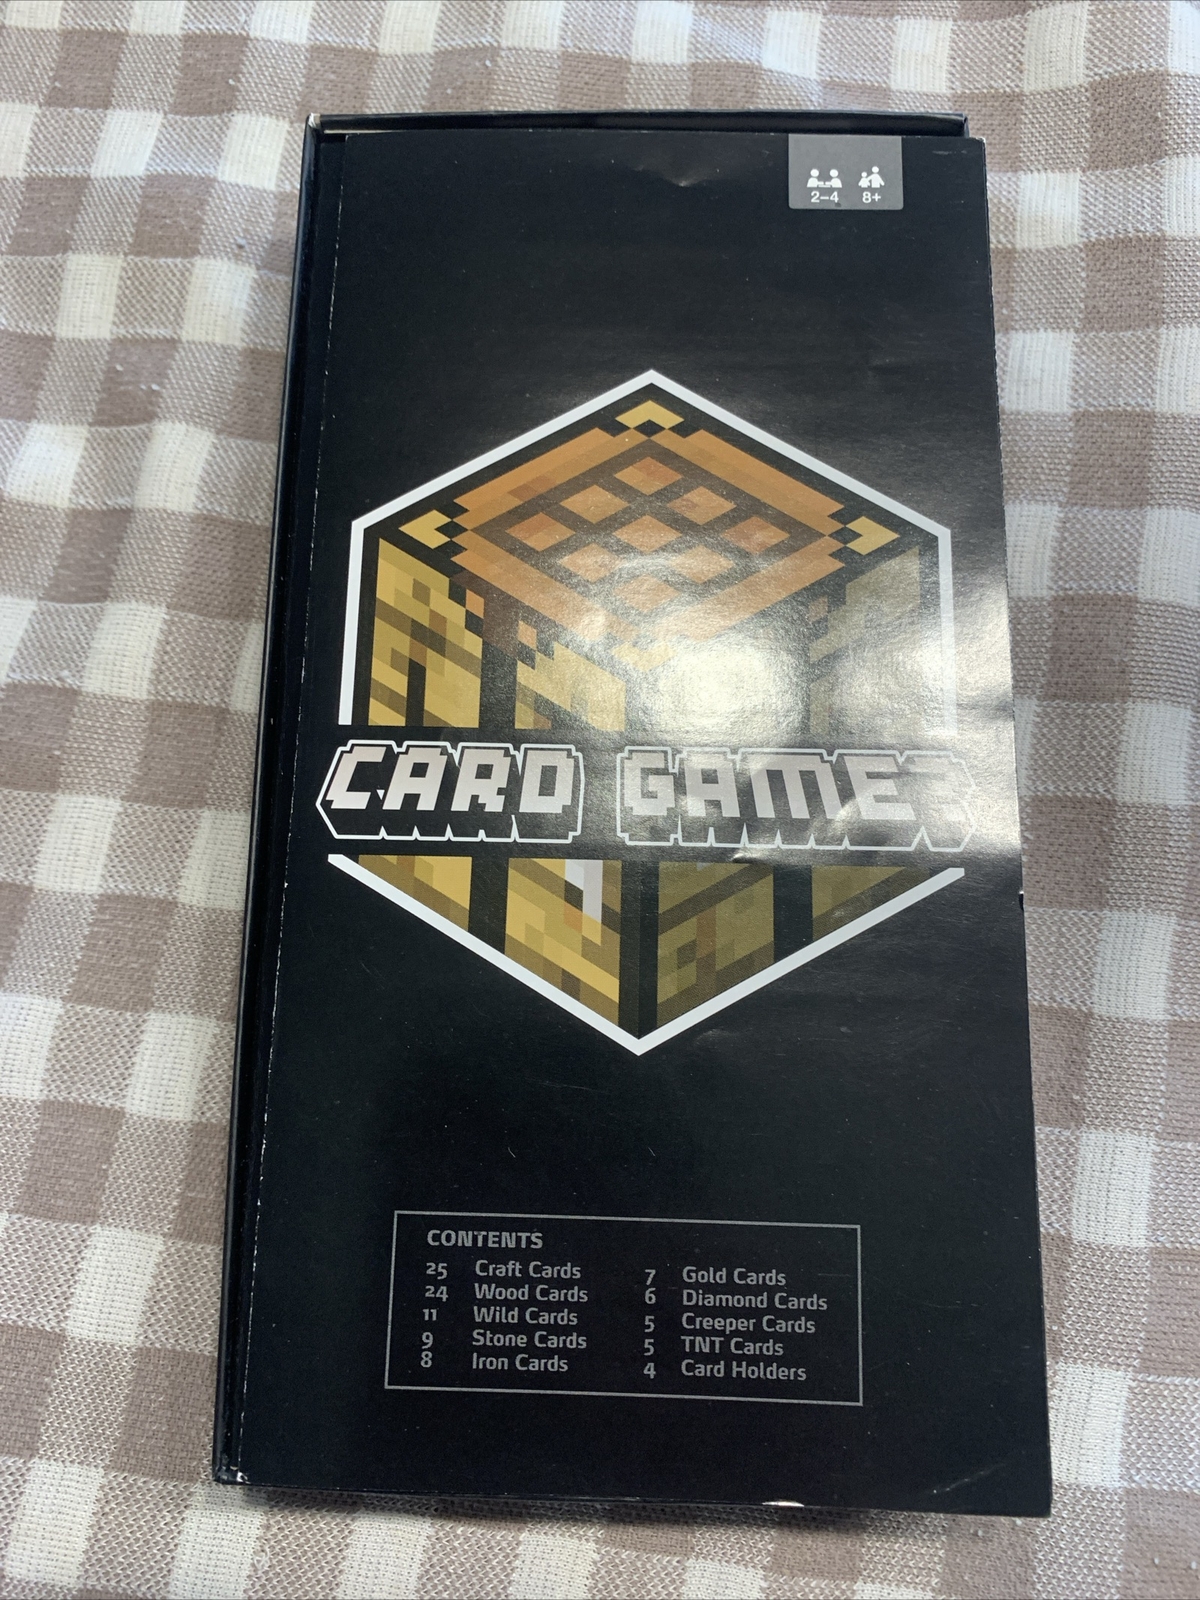 2–4 8+
CARD GAME?
CONTENTS
25 Craft Cards
24 Wood Cards
11 Wild Cards
9 Stone Cards
8 Iron Cards
7 Gold Cards
6 Diamond Cards
5 Creeper Cards
5 TNT Cards
4 Card Holders